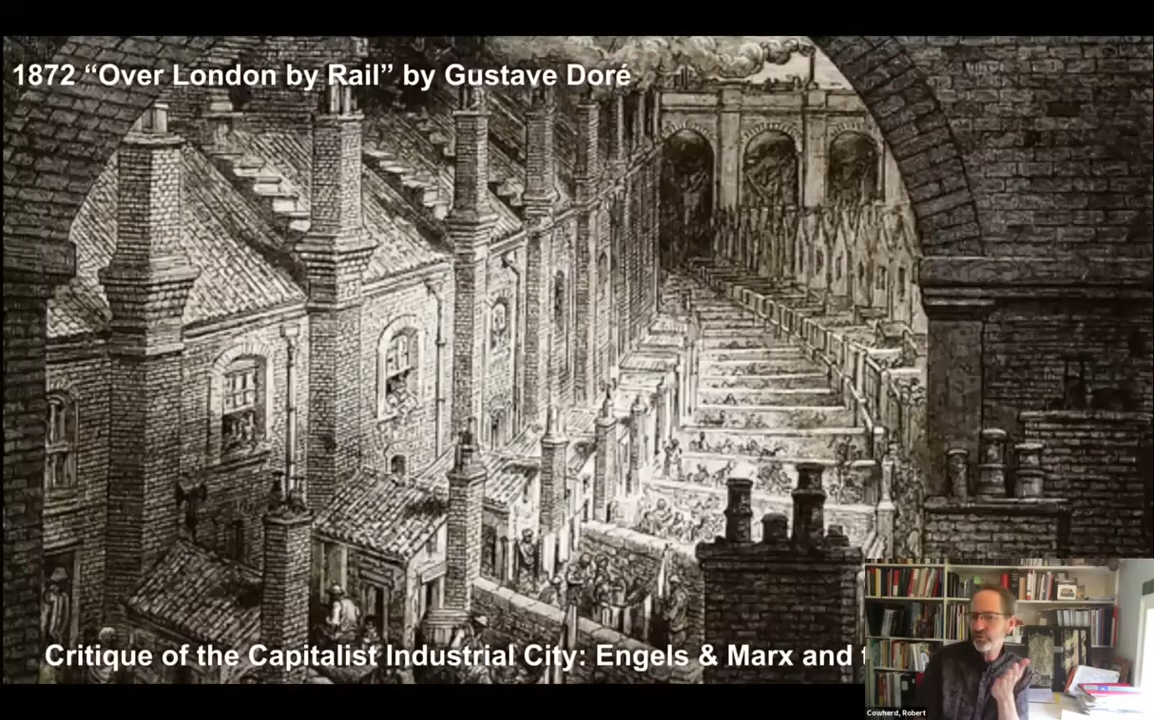 1872 “Over London by Rail” by Gustave Doré
Critique of the Capitalist Industrial City: Engels & Marx and
Cowherd, Robert